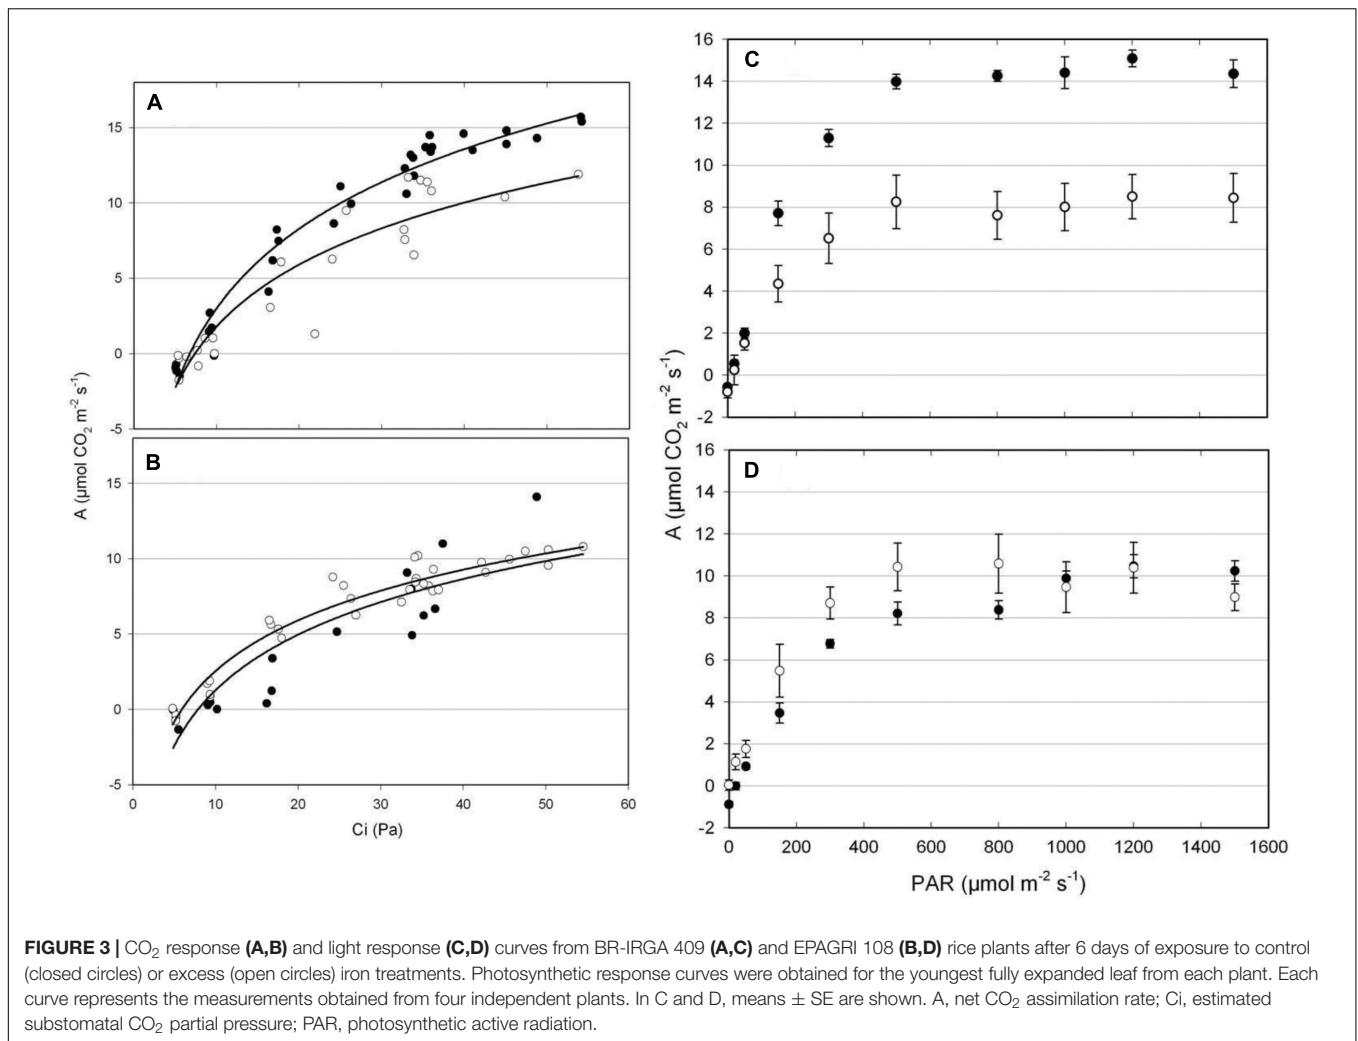 A
15
10
5
0
-5
B
15
10
5
0
-5
0 10 20 30 40 50 60
Ci (Pa)
A (µmol CO2 m-2 s-1)
C
16
14
12
10
8
6
4
2
0
-2
A (µmol CO2 m-2 s-1)
D
16
14
12
10
8
6
4
2
0
-2
0 200 400 600 800 1000 1200 1400 1600
PAR (µmol m-2 s-1)
FIGURE 3 | CO2 response (A,B) and light response (C,D) curves from BR-IRGA 409 (A,C) and EPAGRI 108 (B,D) rice plants after 6 days of exposure to control
(closed circles) or excess (open circles) iron treatments. Photosynthetic response curves were obtained for the youngest fully expanded leaf from each plant. Each
curve represents the measurements obtained from four independent plants. In C and D, means ± SE are shown. A, net CO2 assimilation rate; Ci, estimated
substomatal CO2 partial pressure; PAR, photosynthetic active radiation.